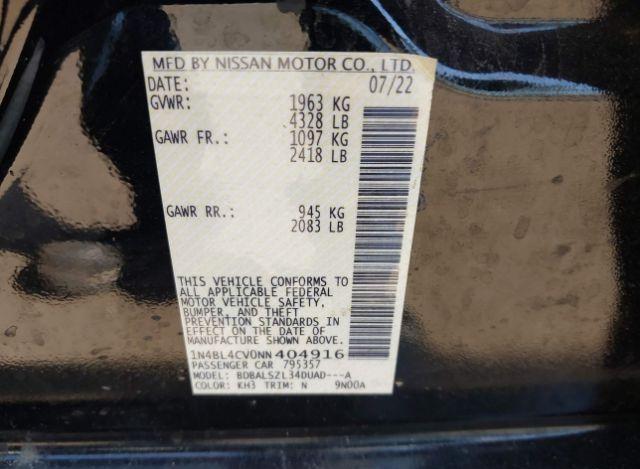 MFD BY NISSAN MOTOR CO., LTD.
DATE: 07/22
GVWR: 1963 KG
4328 LB
GAWR FR.: 1097 KG
2418 LB
GAWR RR.: 945 KG
2083 LB
THIS VEHICLE CONFORMS TO
ALL APPLICABLE FEDERAL
MOTOR VEHICLE SAFETY,
BUMPER, AND THEFT
PREVENTION STANDARDS IN
EFFECT ON THE DATE OF
MANUFACTURE SHOWN ABOVE.
1N4BL4CV0NN404916
PASSENGER CAR 795357
MODEL: BDBALSZL34DUAD---A
COLOR: KH3 TRIM: N 9N00A